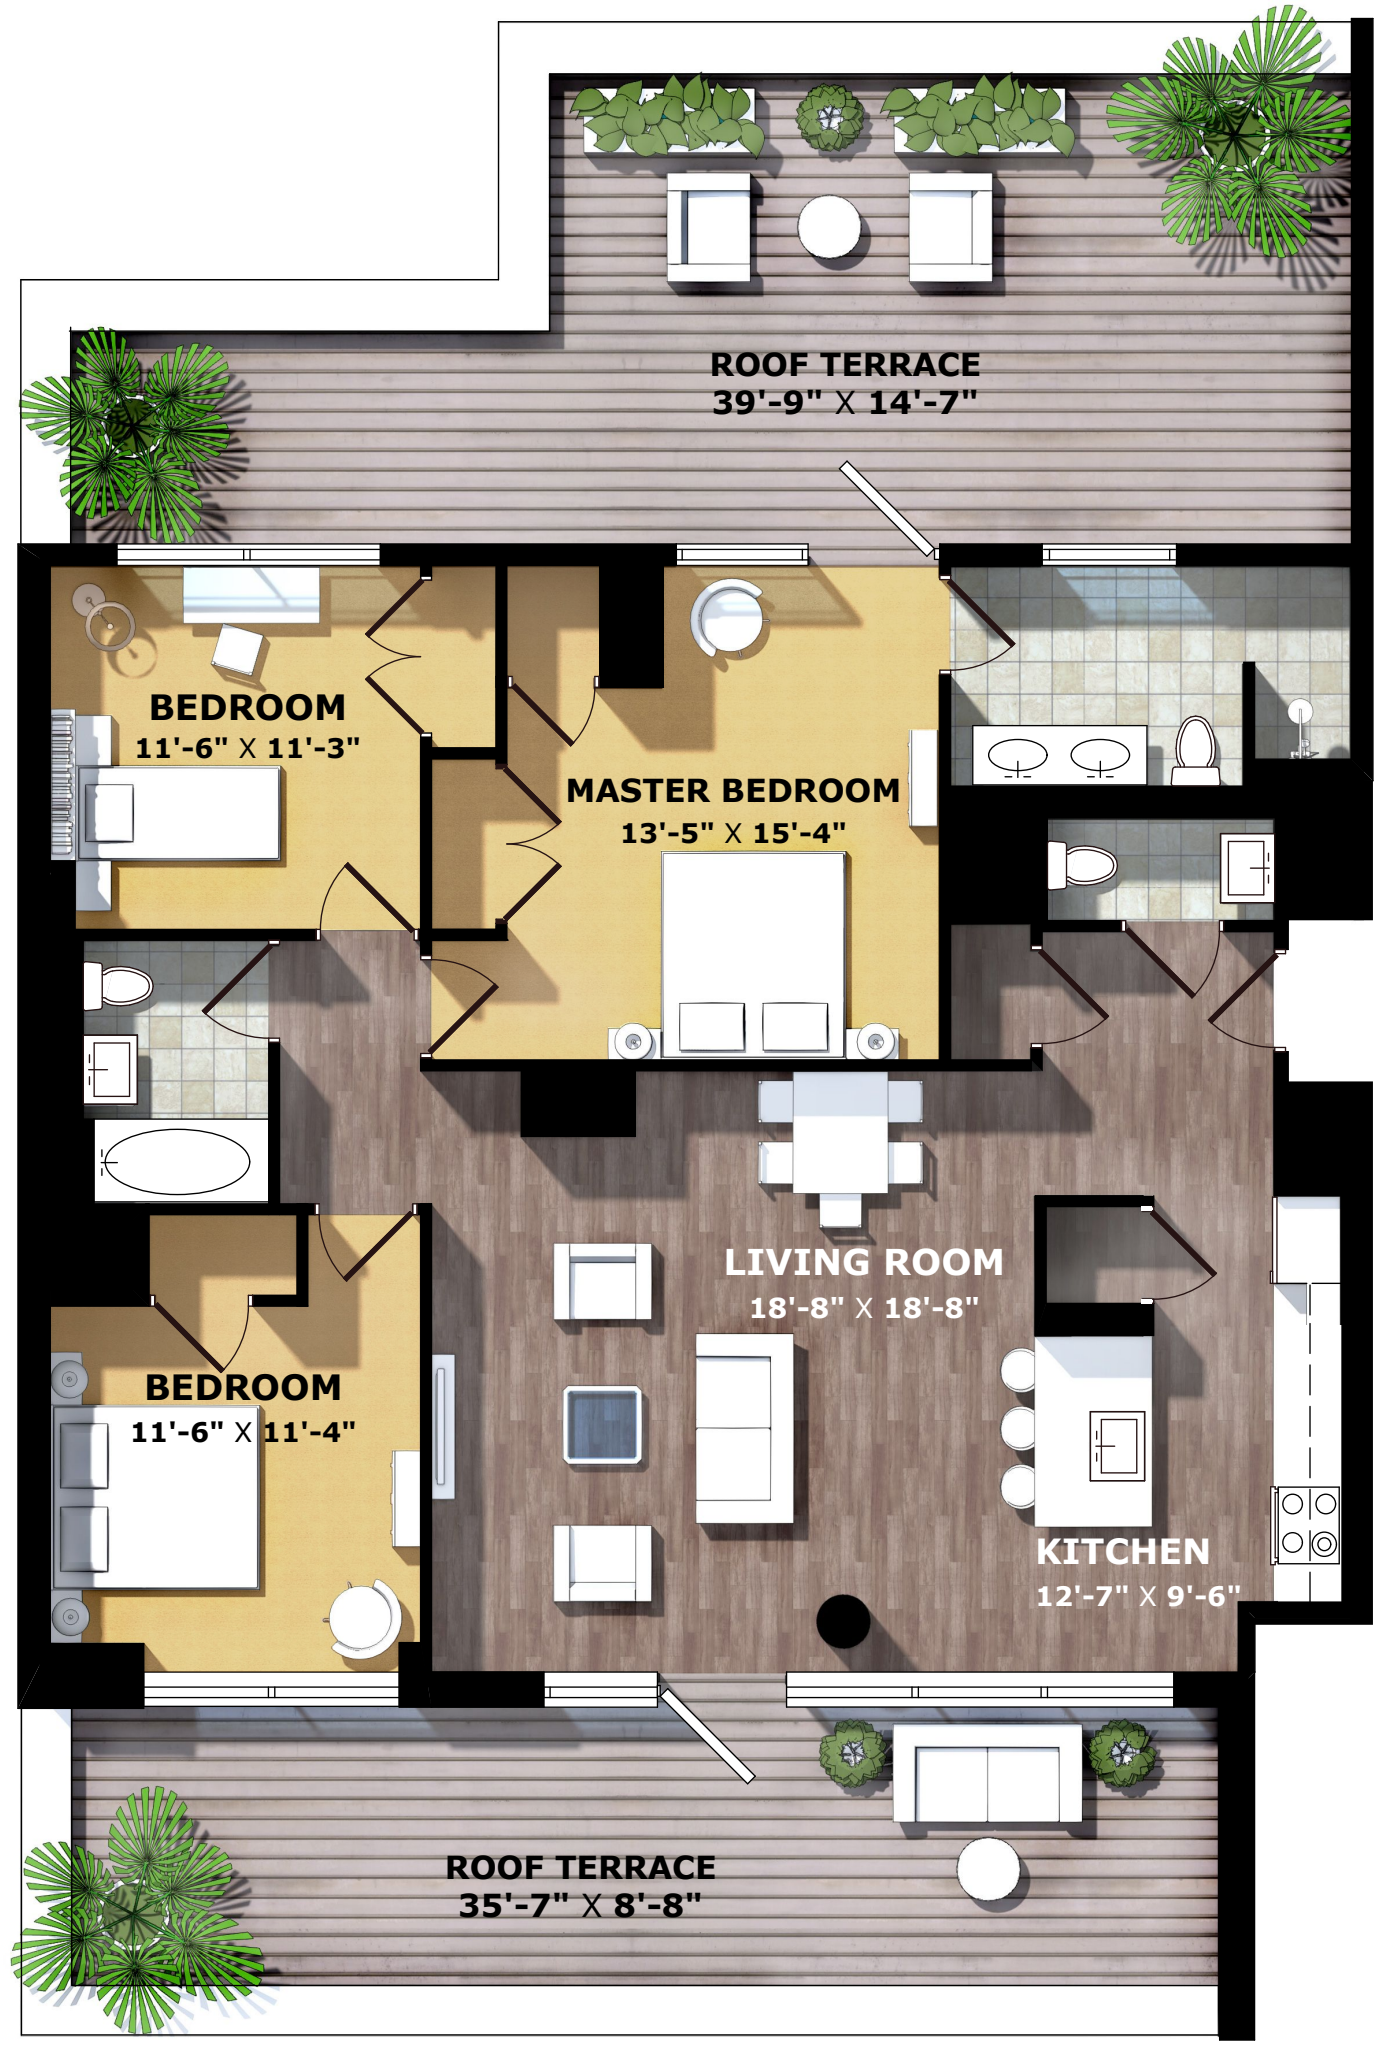 ROOF TERRACE
39'-9" X 14'-7"
BEDROOM
11'-6" X 11'-3"
MASTER BEDROOM
13'-5" X 15'-4"
LIVING ROOM
18'-8" X 18'-8"
BEDROOM
11'-6" X 11'-4"
KITCHEN
12'-7" X 9'-6"
ROOF TERRACE
35'-7" X 8'-8"